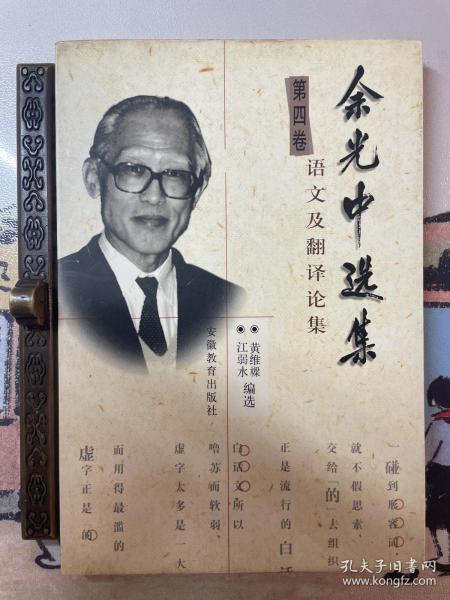 余光中选集
第四卷
语文及翻译论集
黄维樑
江弱水
编选
安徽教育出版社
一碰到形容词，
就不假思索，
交给「的」去组织
正是流行的白话
白话文所以
噜苏而软弱，
虚字太多是一大
而用得最滥的
虚字正是「的
孔夫子旧书网
www.kongfz.com